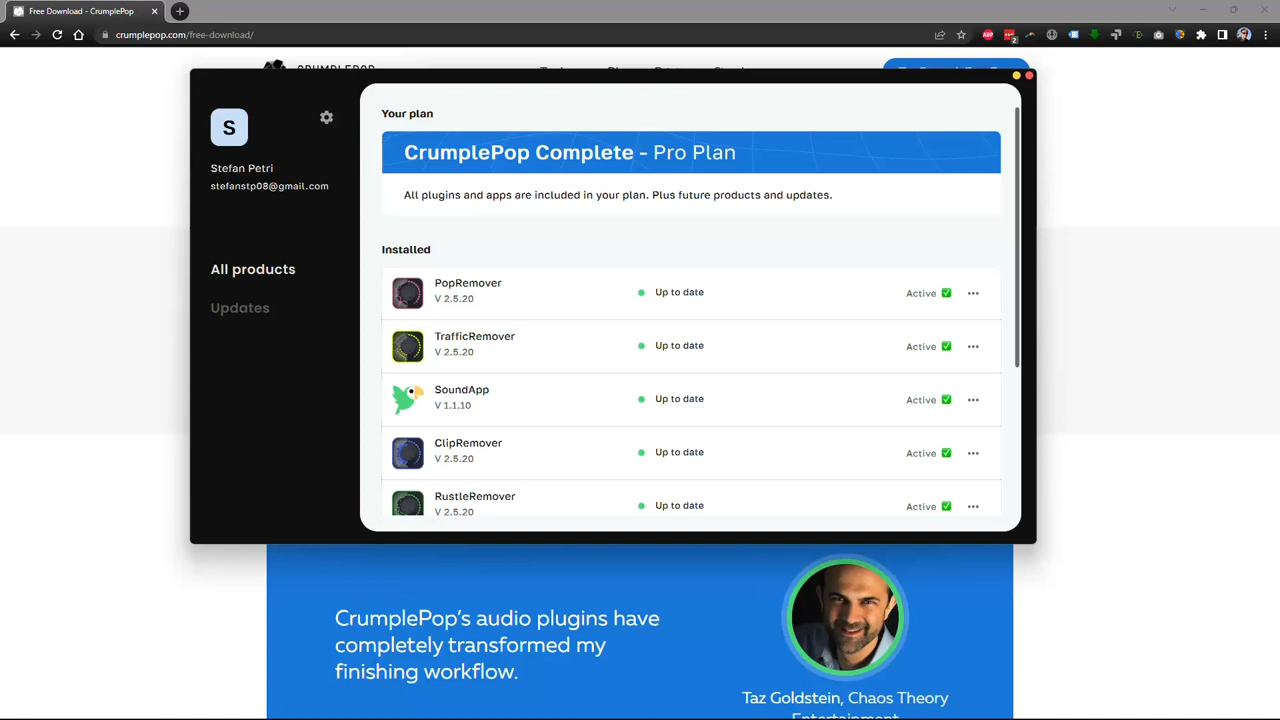 Free Download - CrumplePop
crumplepop.com/free-download/
2
S
Stefan Petri
stefanstp08@gmail.com
All products
Updates
Your plan
CrumplePop Complete - Pro Plan
All plugins and apps are included in your plan. Plus future products and updates.
Installed
PopRemover
V 2.5.20
Up to date
Active
TrafficRemover
V 2.5.20
Up to date
Active
SoundApp
V 1.1.10
Up to date
Active
ClipRemover
V 2.5.20
Up to date
Active
RustleRemover
V 2.5.20
Up to date
Active
CrumplePop's audio plugins have
completely transformed my
finishing workflow.
Taz Goldstein, Chaos Theory
Entertainment